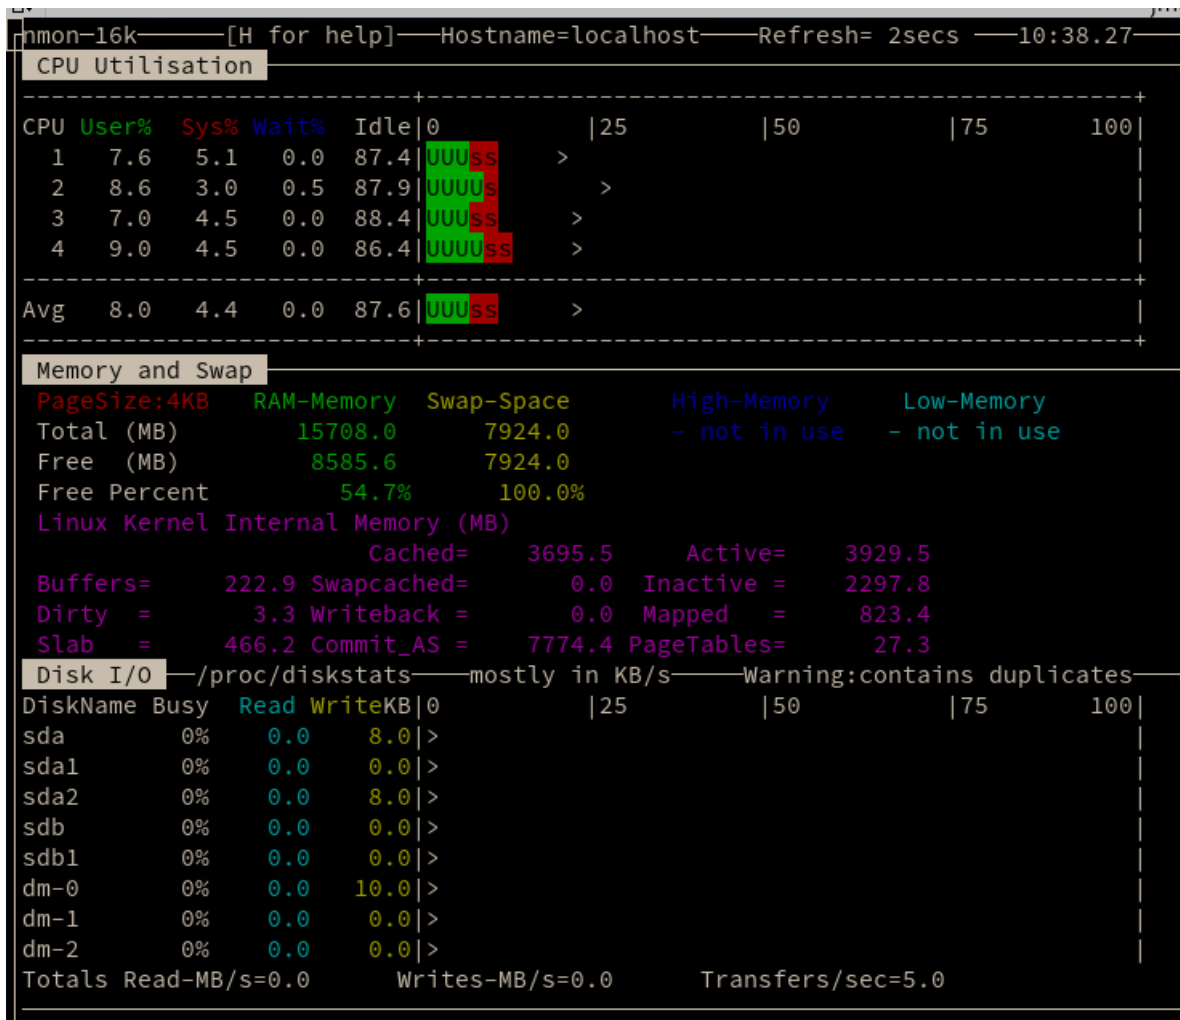 nmon-16k [H for help] Hostname=localhost Refresh= 2secs 10:38.27
CPU Utilisation
---------------------------+-------------------------------------------------+
CPU User% Sys% Wait% Idle|0 |25 |50 |75 100|
1 7.6 5.1 0.0 87.4|UUUss > |
2 8.6 3.0 0.5 87.9|UUUUs > |
3 7.0 4.5 0.0 88.4|UUUss > |
4 9.0 4.5 0.0 86.4|UUUUss > |
---------------------------+-------------------------------------------------+
Avg 8.0 4.4 0.0 87.6|UUUss > |
---------------------------+-------------------------------------------------+
Memory and Swap
PageSize:4KB RAM-Memory Swap-Space High-Memory Low-Memory
Total (MB) 15708.0 7924.0 - not in use - not in use
Free (MB) 8585.6 7924.0
Free Percent 54.7% 100.0%
Linux Kernel Internal Memory (MB)
Cached= 3695.5 Active= 3929.5
Buffers= 222.9 Swapcached= 0.0 Inactive = 2297.8
Dirty = 3.3 Writeback = 0.0 Mapped = 823.4
Slab = 466.2 Commit_AS = 7774.4 PageTables= 27.3
Disk I/O /proc/diskstats mostly in KB/s Warning:contains duplicates
DiskName Busy Read WriteKB|0 |25 |50 |75 100|
sda 0% 0.0 8.0|> |
sda1 0% 0.0 0.0|> |
sda2 0% 0.0 8.0|> |
sdb 0% 0.0 0.0|> |
sdb1 0% 0.0 0.0|> |
dm-0 0% 0.0 10.0|> |
dm-1 0% 0.0 0.0|> |
dm-2 0% 0.0 0.0|> |
Totals Read-MB/s=0.0 Writes-MB/s=0.0 Transfers/sec=5.0